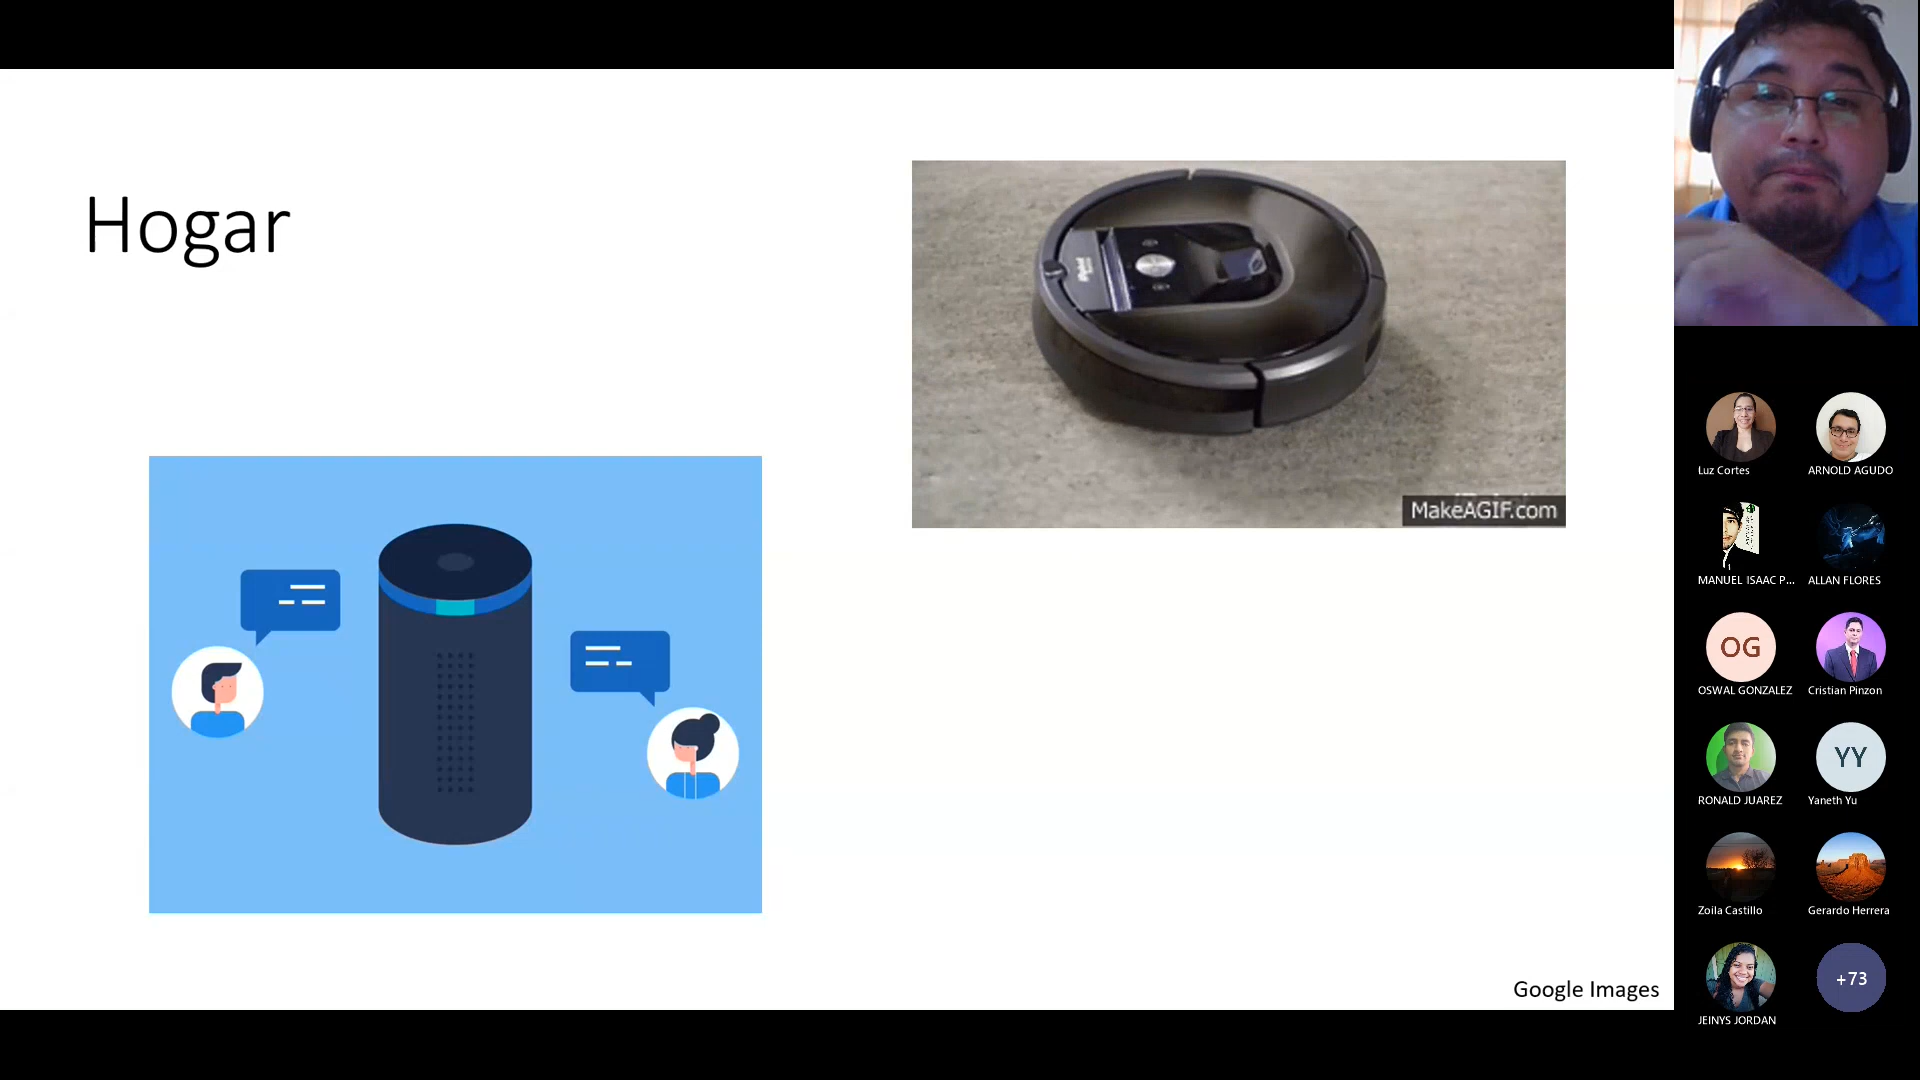 Hogar
MakeAGIF.com
Google Images
Luz Cortes
ARNOLD AGUDO
MANUEL ISAAC P...
ALLAN FLORES
OG
OSWAL GONZALEZ
Cristian Pinzon
RONALD JUAREZ
YY
Yaneth Yu
Zoila Castillo
Gerardo Herrera
JEINYS JORDAN
+73